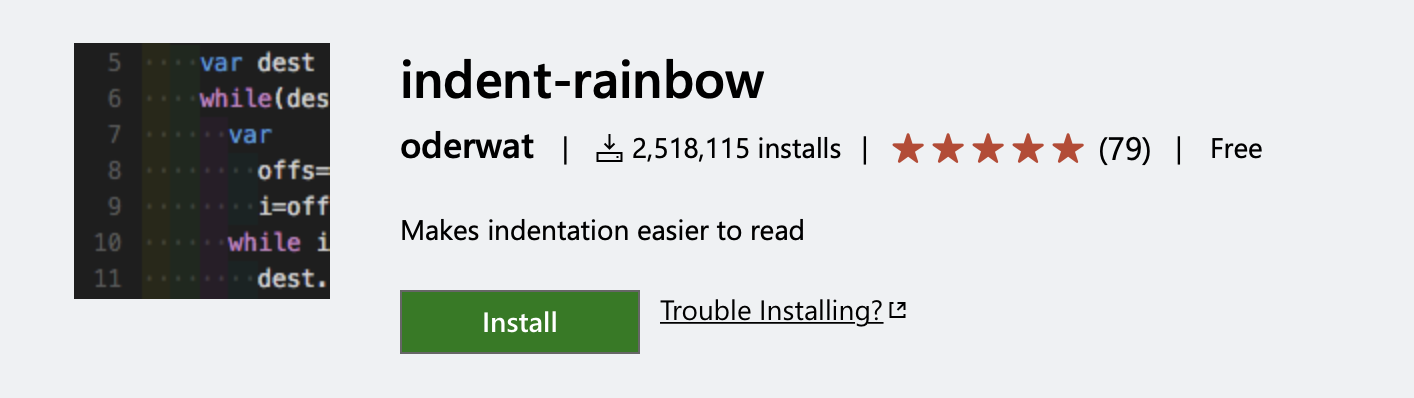 5 var dest
6 while(des
7 var
8 offs=
9 i=off
10 while i
11 dest.
indent-rainbow
oderwat | 2,518,115 installs | (79) | Free
Makes indentation easier to read
Install Trouble Installing?